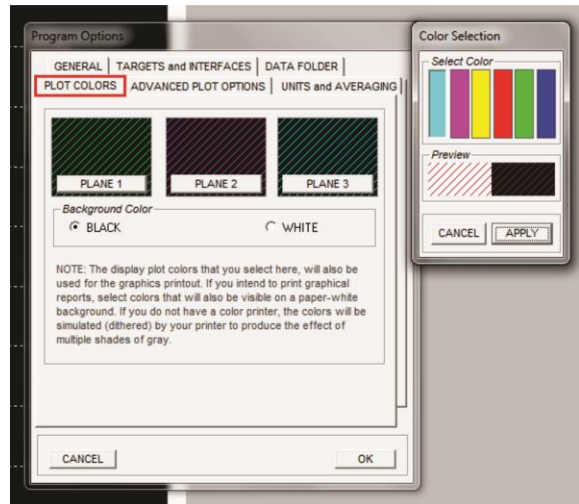 Program Options
GENERAL
TARGETS and INTERFACES
DATA FOLDER
PLOT COLORS
ADVANCED PLOT OPTIONS
UNITS and AVERAGING
PLANE 1
PLANE 2
PLANE 3
Background Color
BLACK
WHITE
NOTE: The display plot colors that you select here, will also be
used for the graphics printout. If you intend to print graphical
reports, select colors that will also be visible on a paper-white
background. If you do not have a color printer, the colors will be
simulated (dithered) by your printer to produce the effect of
multiple shades of gray.
CANCEL
OK
Color Selection
Select Color
Preview
CANCEL
APPLY